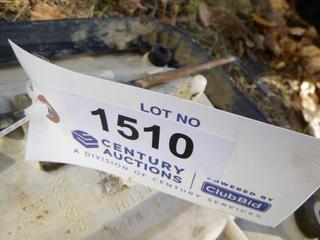 LOT NO
1510
CENTURY
AUCTIONS
A DIVISION OF CENTURY SERVICES
POWERED BY
ClubBid